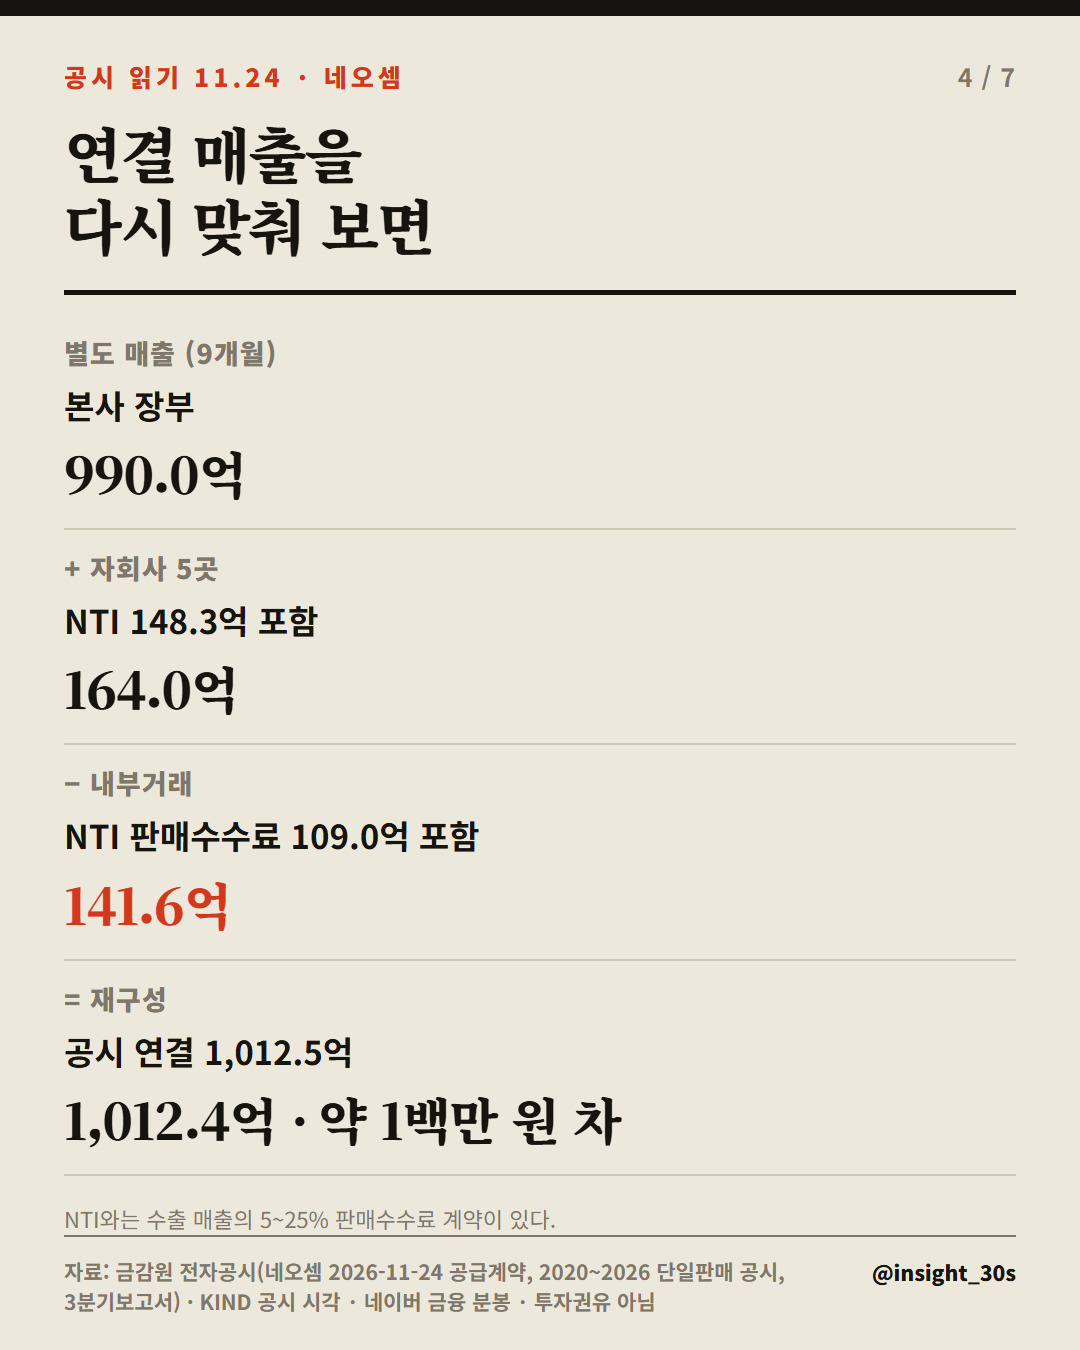 공시 읽기 11.24 · 네오셈
4 / 7
연결 매출을
다시 맞춰 보면
별도 매출 (9개월)
본사 장부
990.0억
+ 자회사 5곳
NTI 148.3억 포함
164.0억
− 내부거래
NTI 판매수수료 109.0억 포함
141.6억
= 재구성
공시 연결 1,012.5억
1,012.4억 · 약 1백만 원 차
NTI와는 수출 매출의 5~25% 판매수수료 계약이 있다.
자료: 금감원 전자공시(네오셈 2026-11-24 공급계약, 2020~2026 단일판매 공시,
3분기보고서) · KIND 공시 시각 · 네이버 금융 분봉 · 투자권유 아님
@insight_30s